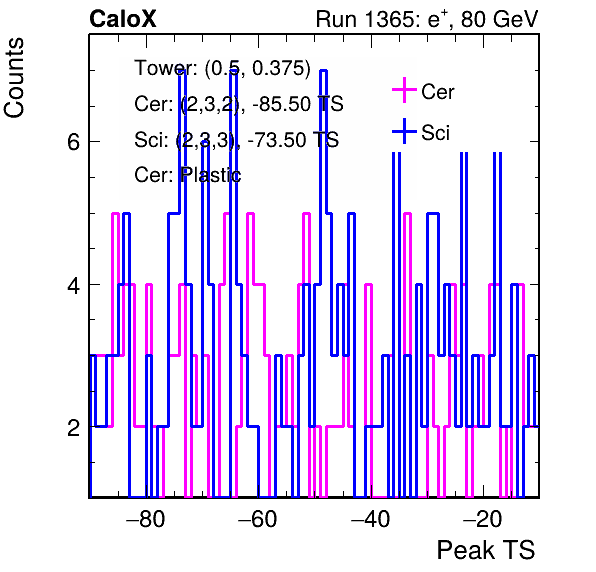 CaloX
Run 1365: e+, 80 GeV
Counts
Tower: (0.5, 0.375)
Cer: (2,3,2), -85.50 TS
Sci: (2,3,3), -73.50 TS
Cer: Plastic
Cer
Sci
6
4
2
−80
−60
−40
−20
Peak TS